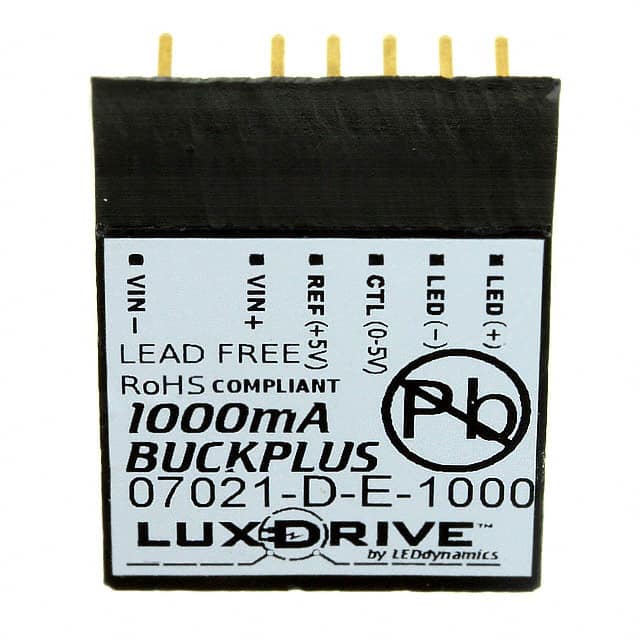 VIN-
VIN+
REF (+5V)
CTL (0-5V)
LED (-)
LED (+)
LEAD FREE
RoHS COMPLIANT
Pb
1000mA
BUCKPLUS
07021-D-E-1000
LUXDRIVE™
by LEDdynamics